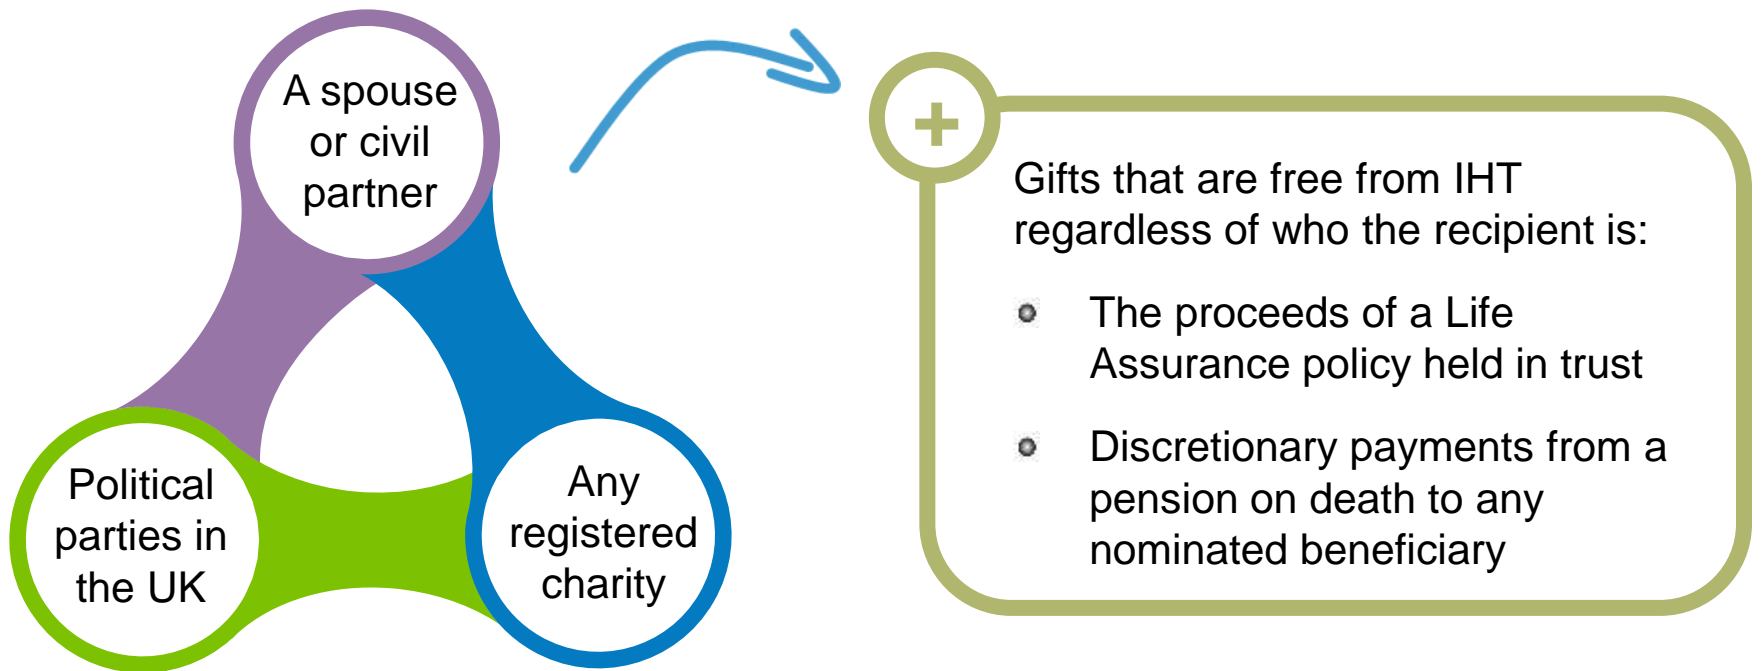 A spouse
or civil
partner
Political
parties in
the UK
Any
registered
charity
+
Gifts that are free from IHT
regardless of who the recipient is:
The proceeds of a Life
Assurance policy held in trust
Discretionary payments from a
pension on death to any
nominated beneficiary